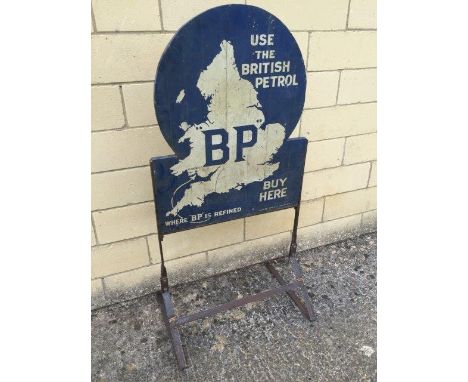 USE
THE
BRITISH
PETROL
BP
BUY
HERE
WHERE "BP" IS REFINED